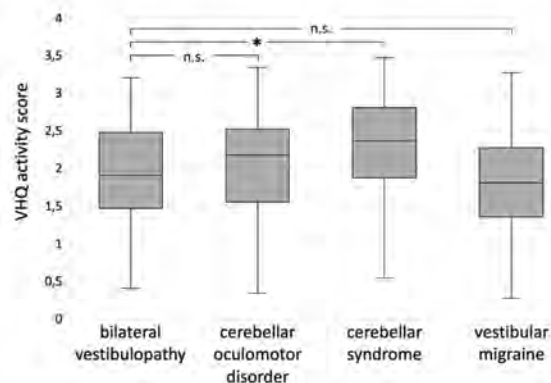 4
n.s.
3,5
*
n.s.
3
2,5
2
1,5
1
0,5
0
VHQ activity score
bilateral
vestibulopathy
cerebellar
oculomotor
disorder
cerebellar
syndrome
vestibular
migraine